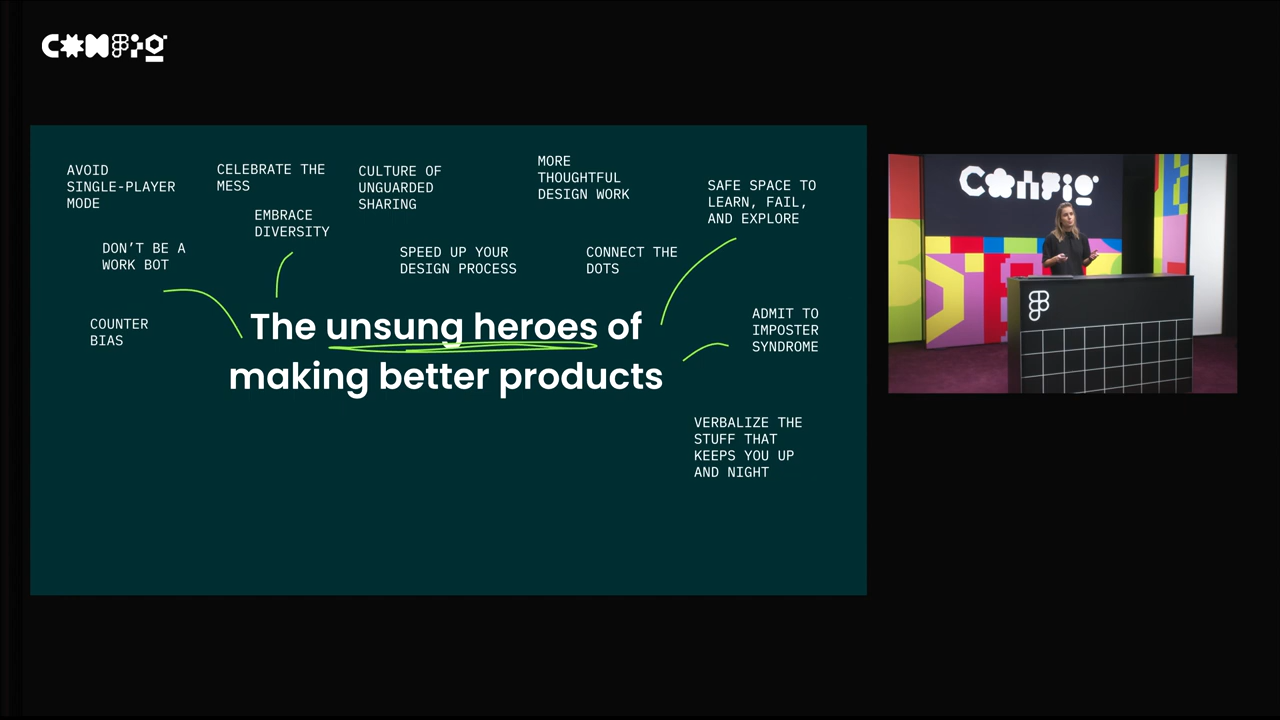 CONFIG
AVOID
SINGLE-PLAYER
MODE
CELEBRATE THE
MESS
CULTURE OF
UNGUARDED
SHARING
MORE
THOUGHTFUL
DESIGN WORK
SAFE SPACE TO
LEARN, FAIL,
AND EXPLORE
EMBRACE
DIVERSITY
DON’T BE A
WORK BOT
SPEED UP YOUR
DESIGN PROCESS
CONNECT THE
DOTS
COUNTER
BIAS
ADMIT TO
IMPOSTER
SYNDROME
The unsung heroes of
making better products
VERBALIZE THE
STUFF THAT
KEEPS YOU UP
AND NIGHT
Config